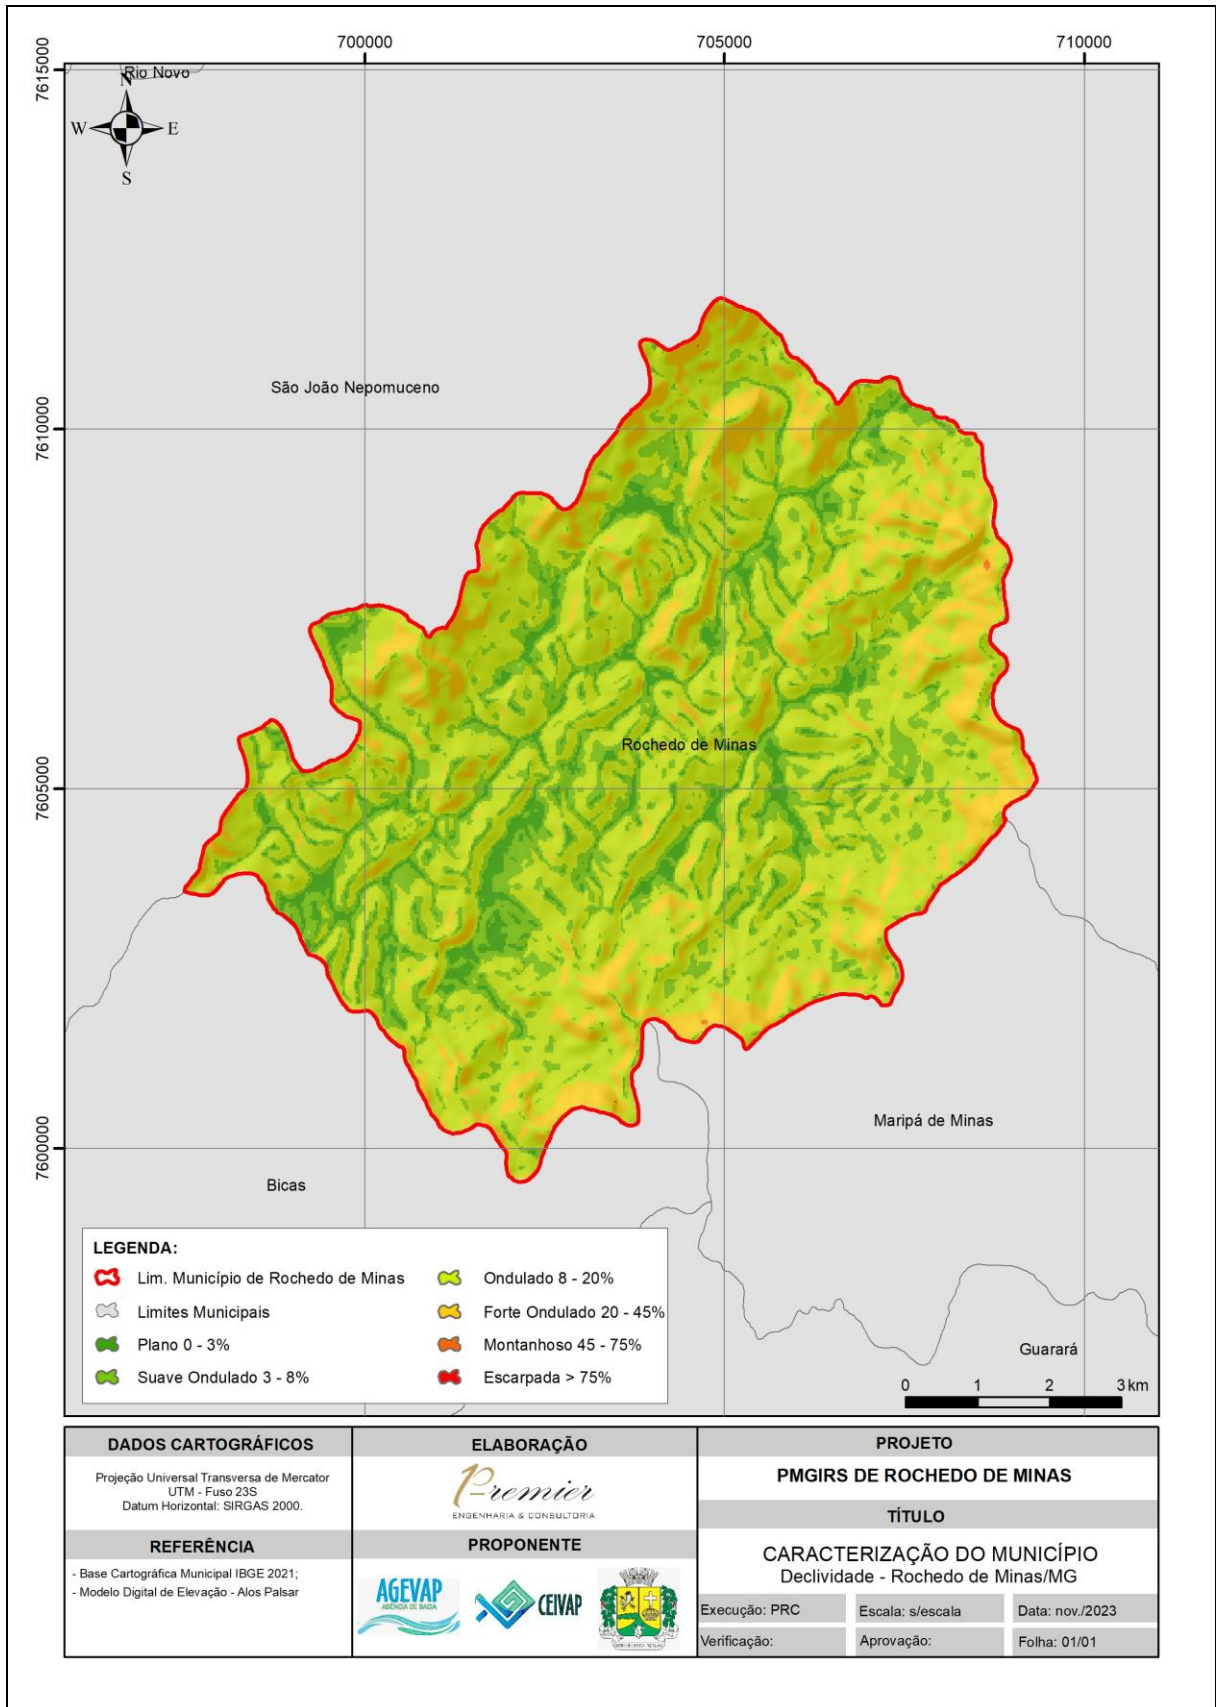 700000
705000
710000
7615000
Rio Novo
N
W
E
S
São João Nepomuceno
7610000
Rochedo de Minas
7605000
Maripá de Minas
7600000
Bicas
LEGENDA:
Lim. Município de Rochedo de Minas
Limites Municipais
Plano 0 - 3%
Suave Ondulado 3 - 8%
Ondulado 8 - 20%
Forte Ondulado 20 - 45%
Montanhoso 45 - 75%
Escarpada > 75%
Guarará
0 1 2 3 km
DADOS CARTOGRÁFICOS
Projeção Universal Transversa de Mercator
UTM - Fuso 23S
Datum Horizontal: SIRGAS 2000.
REFERÊNCIA
- Base Cartográfica Municipal IBGE 2021;
- Modelo Digital de Elevação - Alos Palsar
ELABORAÇÃO
Premier
ENGENHARIA & CONSULTORIA
PROPONENTE
AGEVAP
AGÊNCIA DE BACIA
CEIVAP
PROJETO
PMGIRS DE ROCHEDO DE MINAS
TÍTULO
CARACTERIZAÇÃO DO MUNICÍPIO
Declividade - Rochedo de Minas/MG
Execução: PRC
Escala: s/escala
Data: nov./2023
Verificação:
Aprovação:
Folha: 01/01